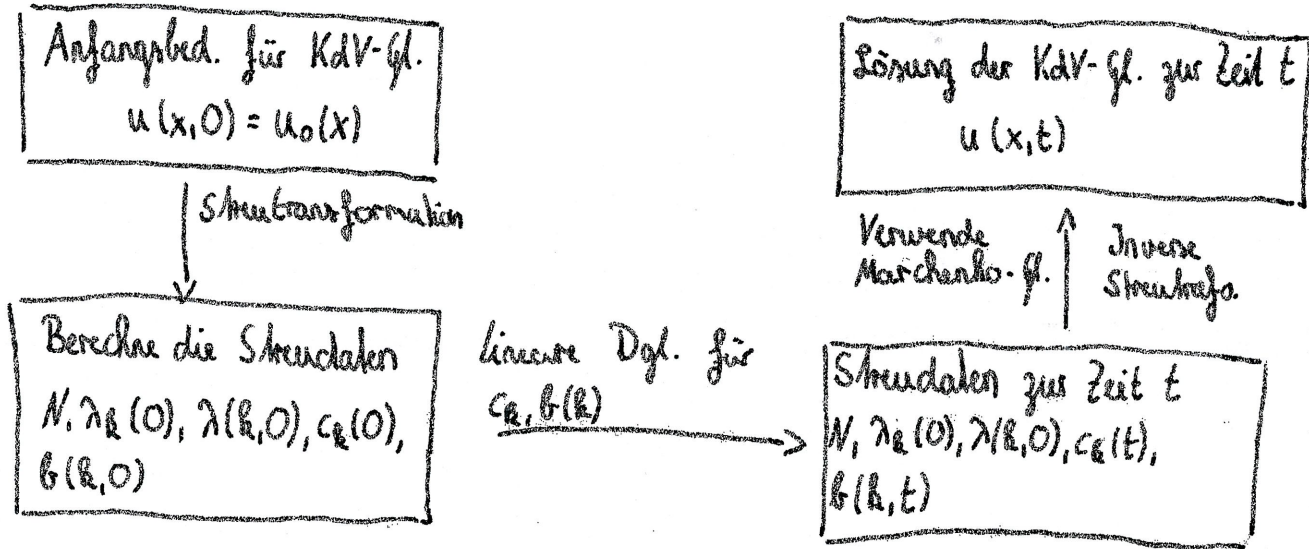 Anfangsbed. für KdV-Gl.
u(x,0) = u₀(x)
Streutransformation
Berechne die Streudaten
N, λₖ(0), λ(k,0), cₖ(0),
b(k,0)
Lineare Dgl. für
cₖ, b(k)
Streudaten zur Zeit t
N, λₖ(0), λ(k,0), cₖ(t),
b(k,t)
Verwende
Marchenko-Gl.
Inverse
Streutrafo.
Lösung der KdV-Gl. zur Zeit t
u(x,t)